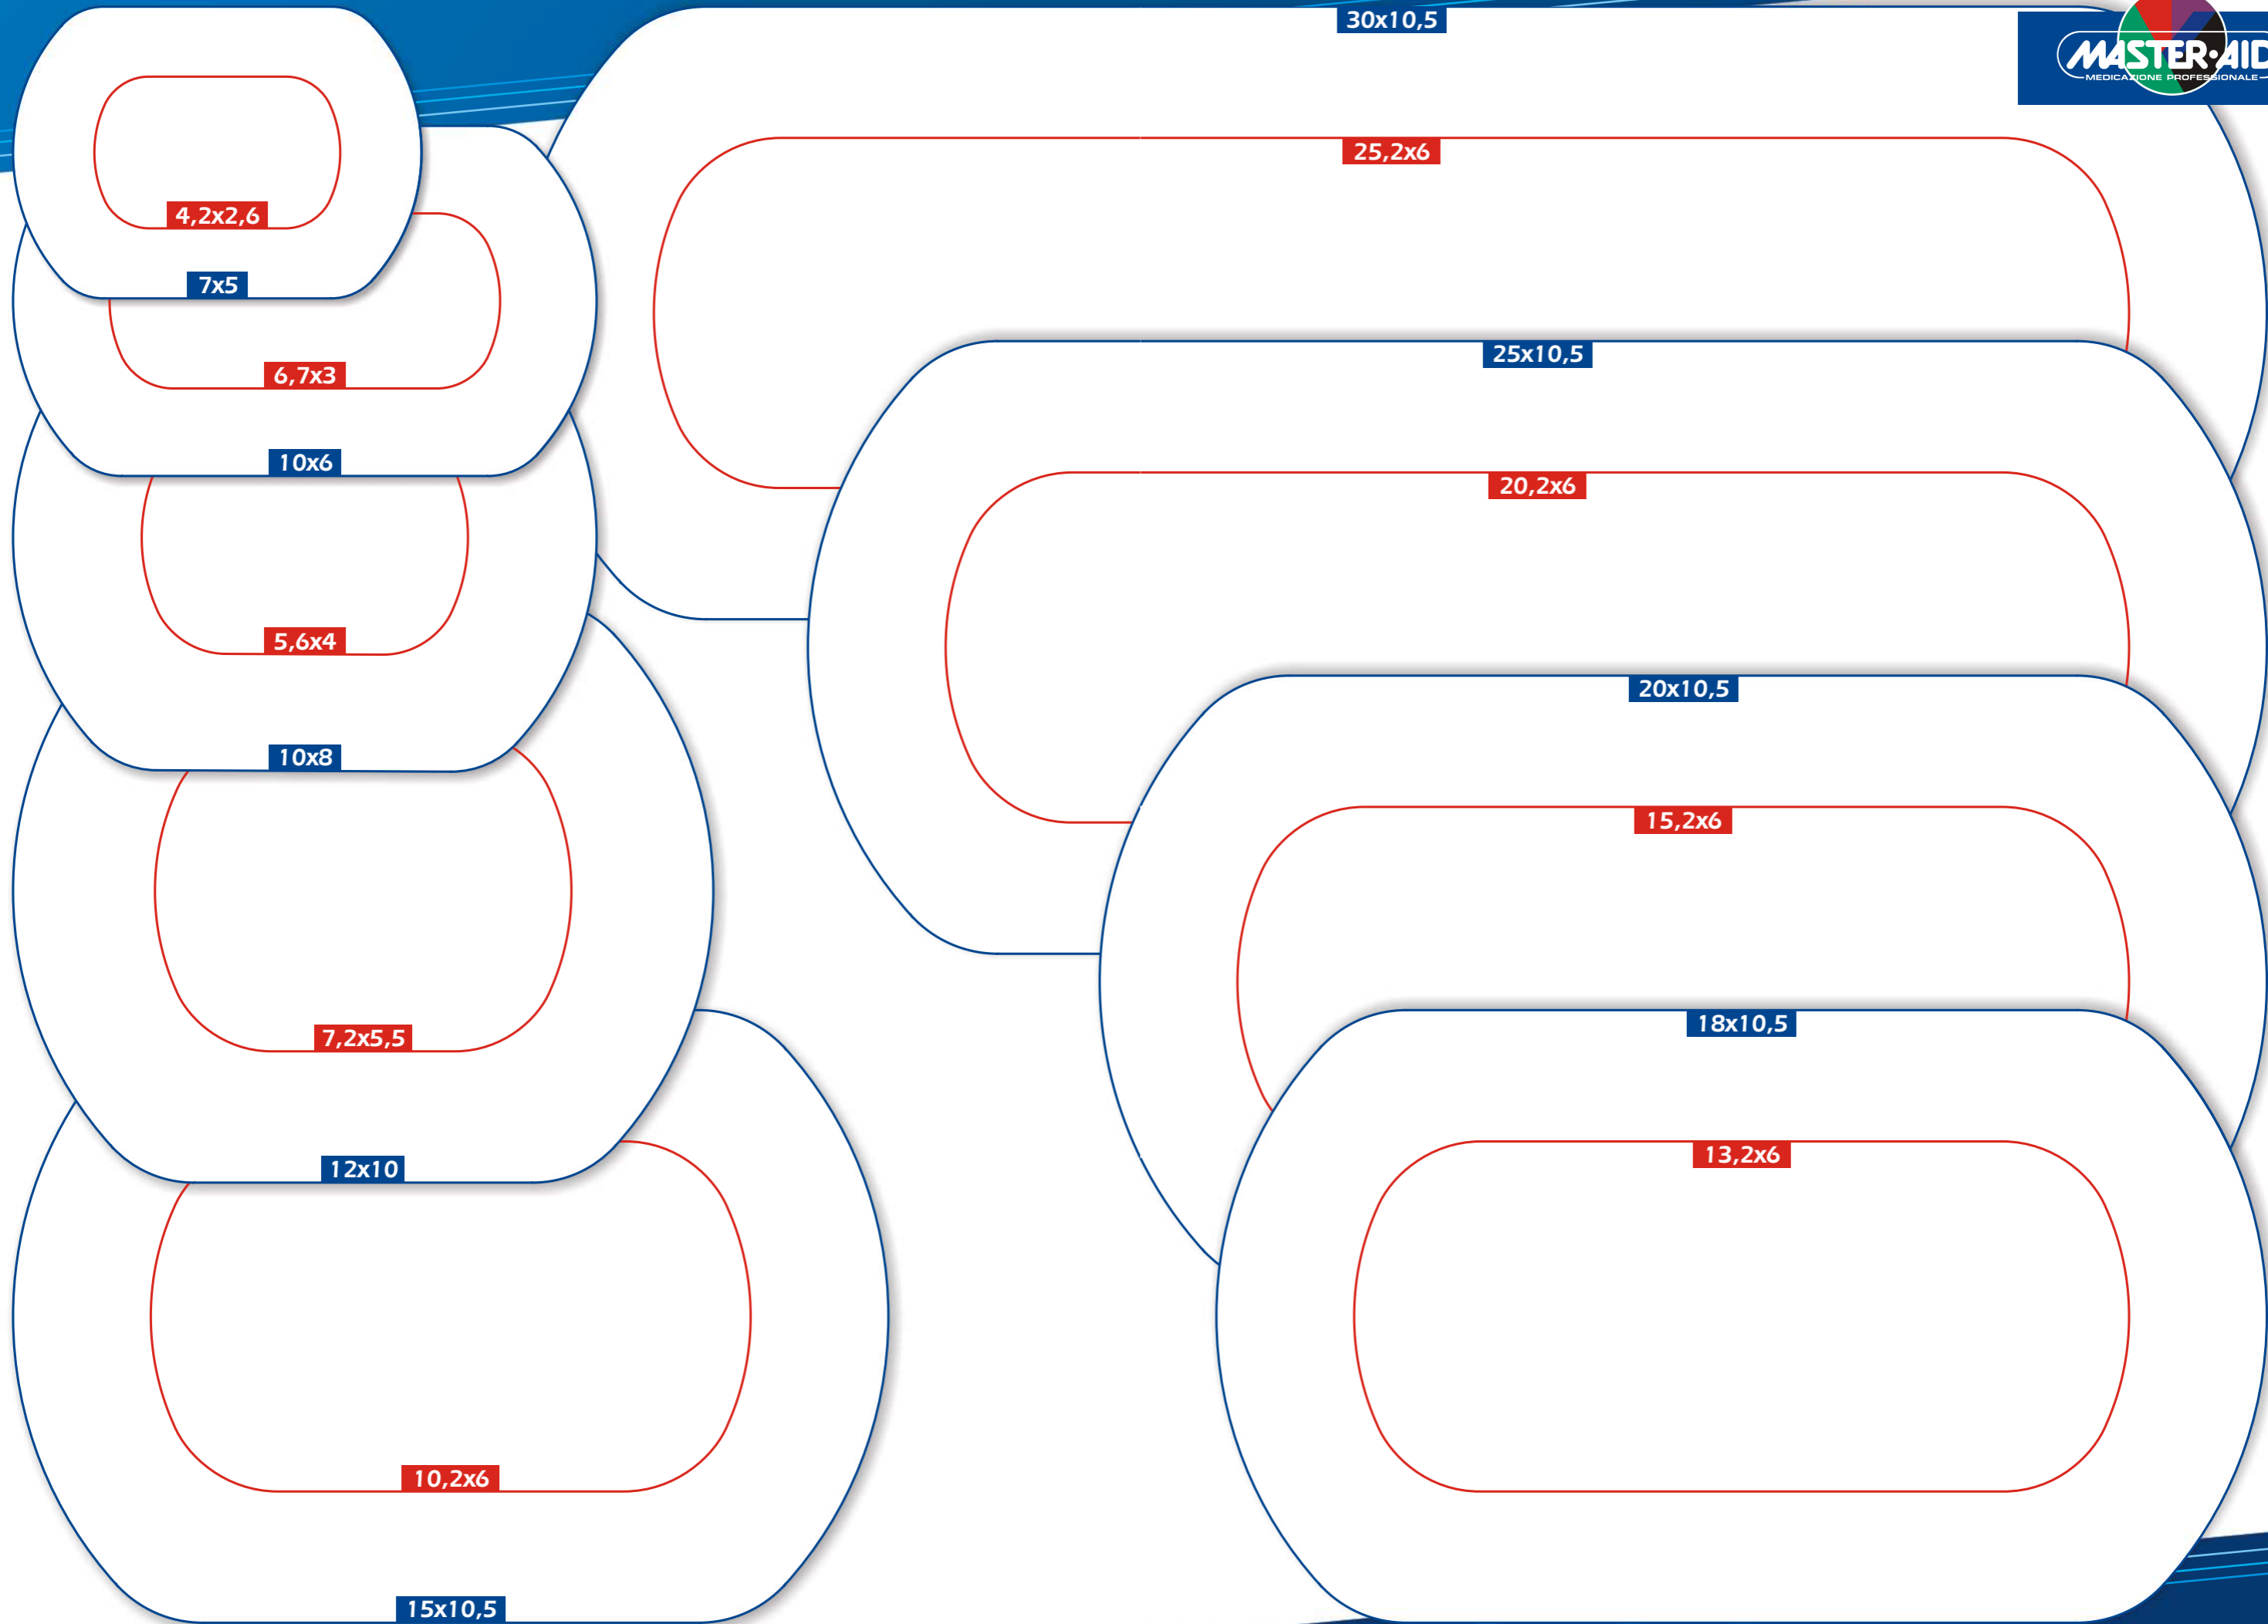 4,2x2,6
7x5
6,7x3
10x6
5,6x4
10x8
7,2x5,5
12x10
10,2x6
15x10,5
30x10,5
25,2x6
25x10,5
20,2x6
20x10,5
15,2x6
18x10,5
13,2x6
MASTER•AID
MEDICAZIONE PROFESSIONALE